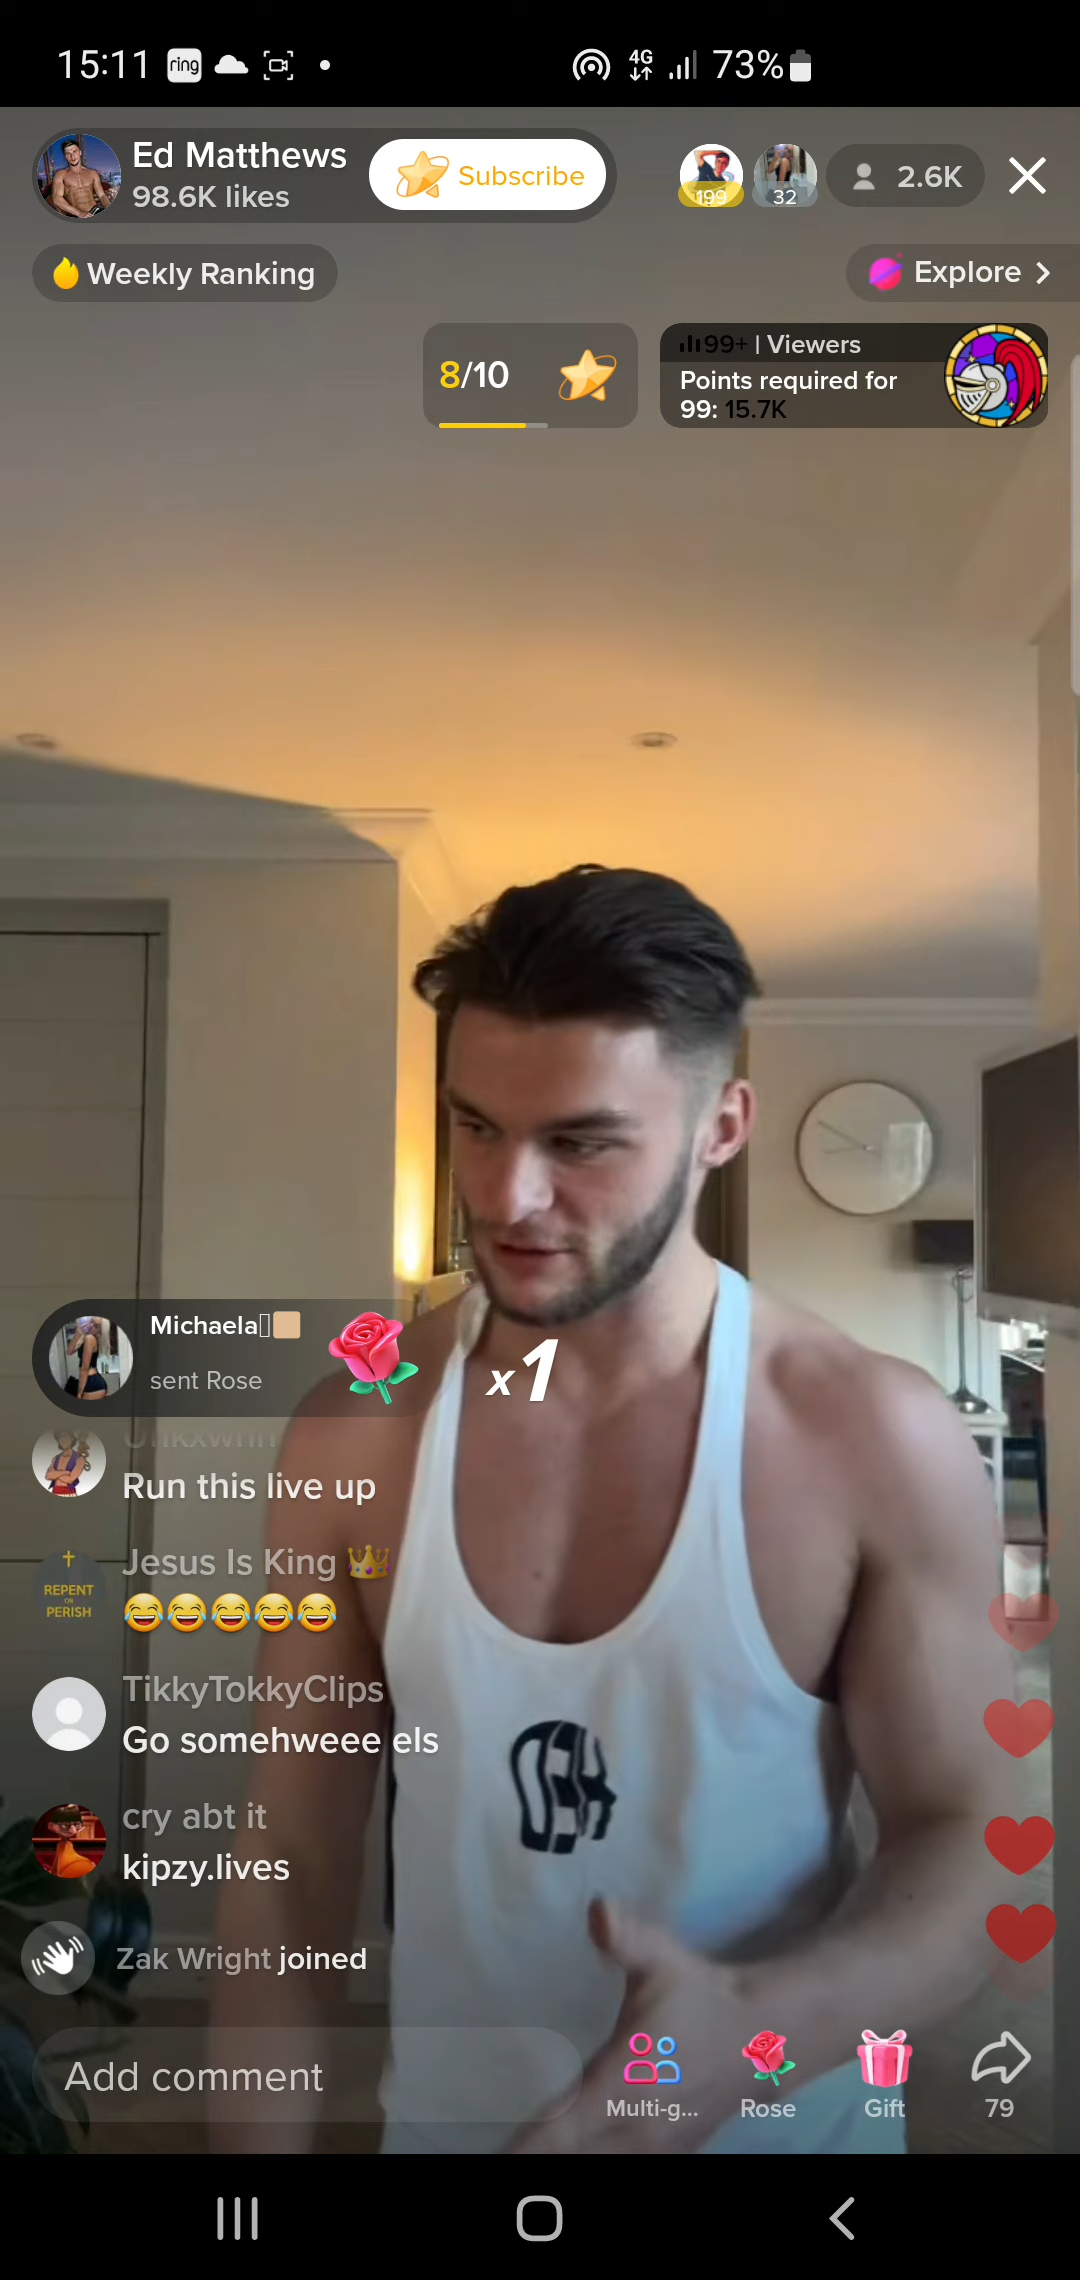 15:11 ring 4G 73%
Ed Matthews
98.6K likes
Subscribe
199
32
2.6K
Weekly Ranking
Explore
8/10
99+ | Viewers
Points required for
99: 15.7K
Michaela
sent Rose
x1
Run this live up
Jesus Is King
REPENT
OR
PERISH
TikkyTokkyClips
Go somehweee els
cry abt it
kipzy.lives
Zak Wright joined
Add comment
Multi-g...
Rose
Gift
79